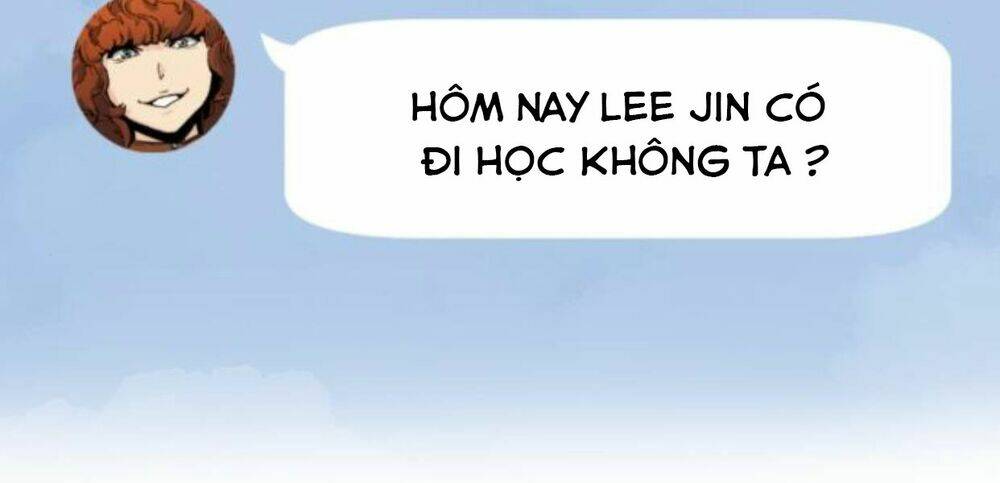 HÔM NAY LEE JIN CÓ
ĐI HỌC KHÔNG TA ?